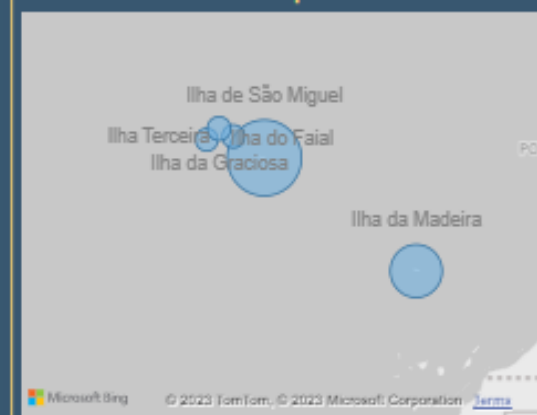 Ilha de São Miguel
Ilha Terceira Ilha do Faial
Ilha da Graciosa
PO
Ilha da Madeira
Microsoft Bing © 2023 TomTom, © 2023 Microsoft Corporation Terms